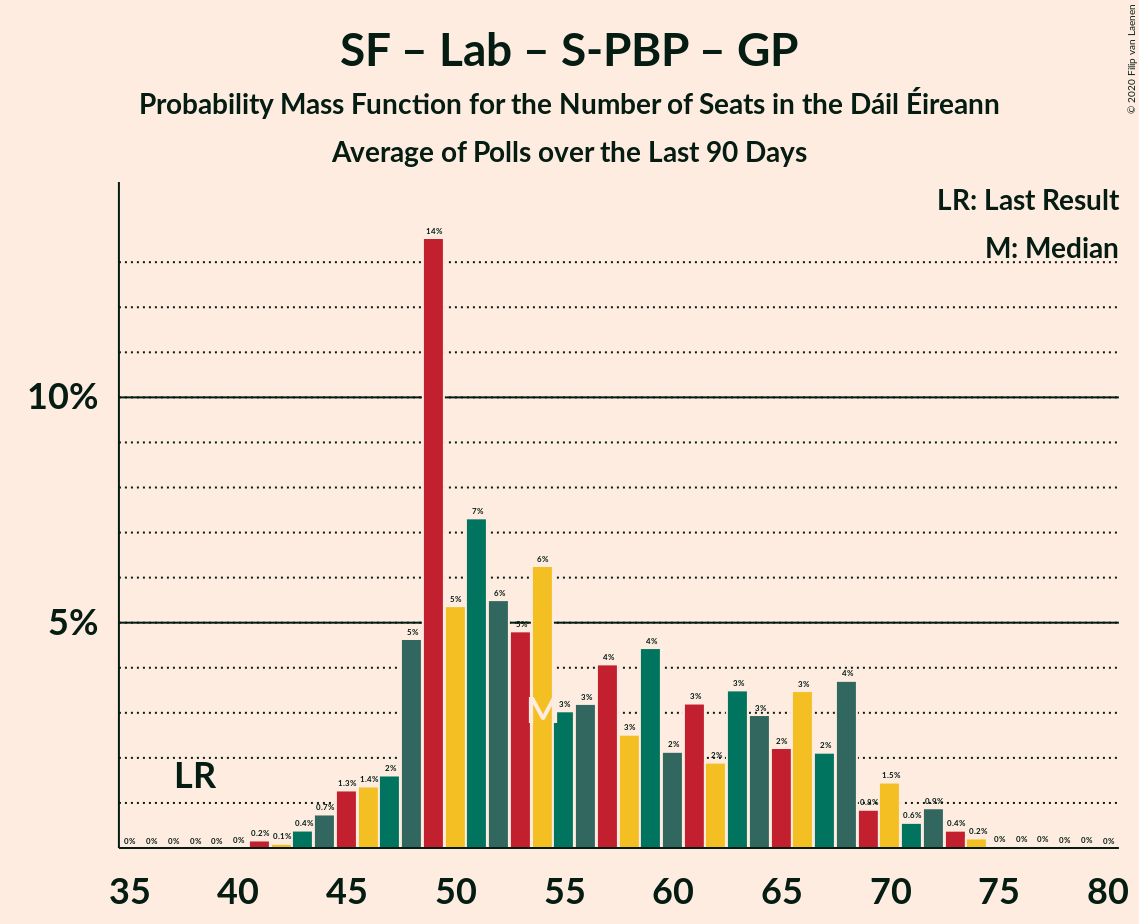 © 2020 Filip van Laenen
SF – Lab – S-PBP – GP
Probability Mass Function for the Number of Seats in the Dáil Éireann
Average of Polls over the Last 90 Days
LR: Last Result
M: Median
10%
5%
LR
M
0% 0% 0% 0% 0% 0% 0.2% 0.1% 0.4% 0.7% 1.3% 1.4% 2% 5% 14% 5% 7% 6% 5% 6% 3% 3% 4% 3% 4% 2% 3% 2% 3% 3% 2% 3% 2% 4% 0.8% 1.5% 0.6% 0.9% 0.4% 0.2% 0% 0% 0% 0% 0% 0%
35 40 45 50 55 60 65 70 75 80